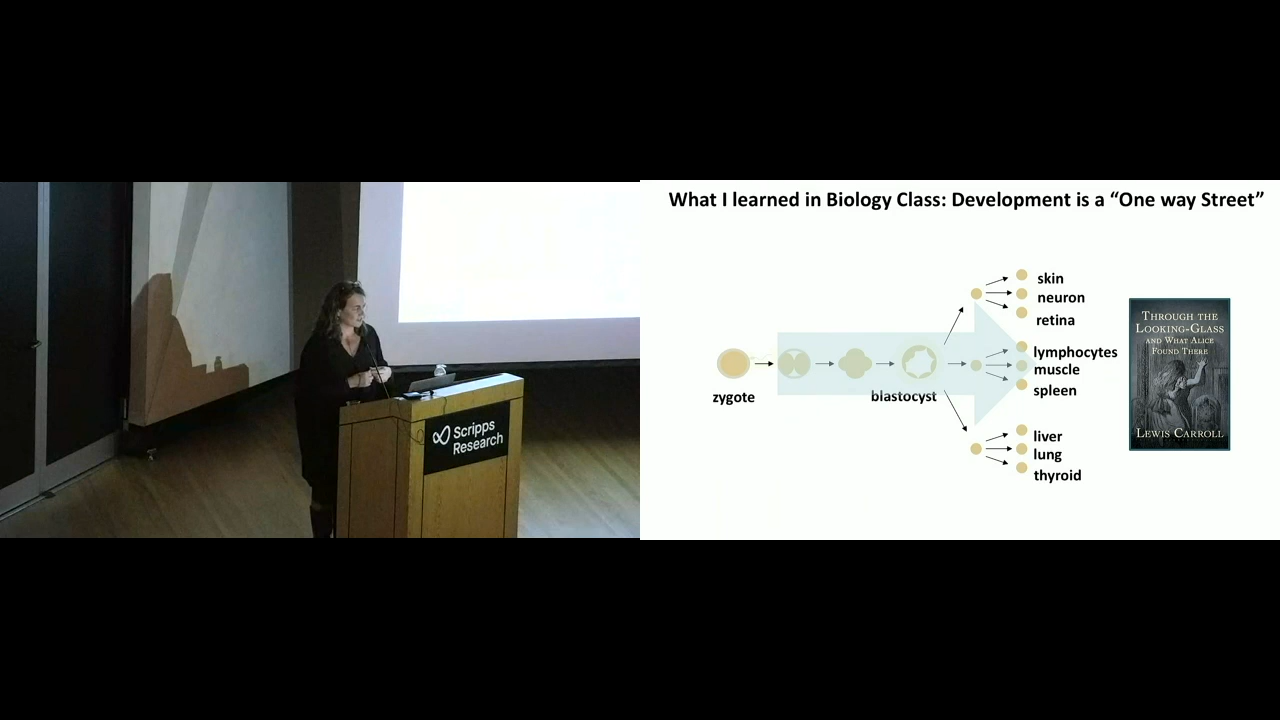 What I learned in Biology Class: Development is a “One way Street”
skin
neuron
retina
lymphocytes
muscle
spleen
zygote
blastocyst
liver
lung
thyroid
THROUGH THE
LOOKING-GLASS
AND WHAT ALICE
FOUND THERE
LEWIS CARROLL
Scripps
Research